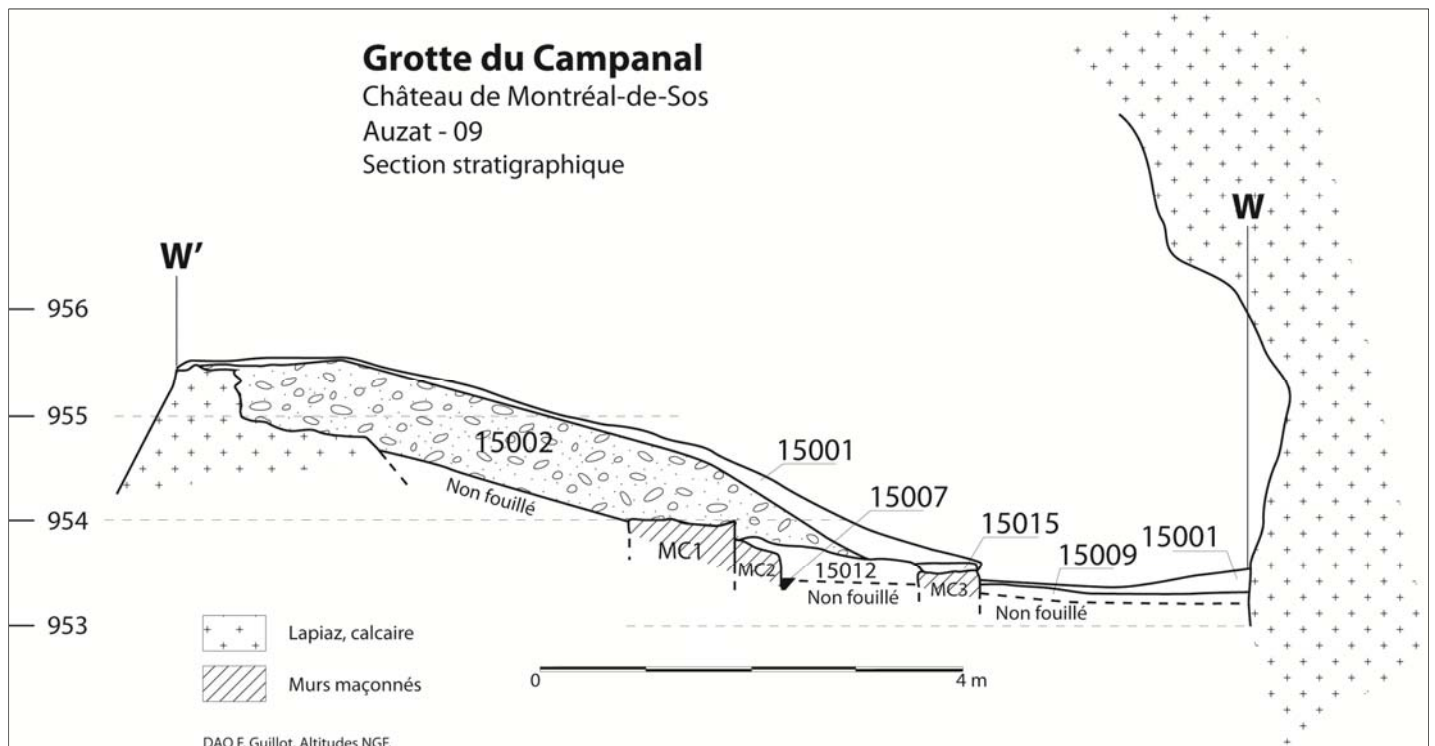 Grotte du Campanal
Château de Montréal-de-Sos
Auzat - 09
Section stratigraphique
W'
W
956
955
954
953
15002
15001
15007
15015
15009
15001
Non fouillé
MC1
MC2
15012
Non fouillé
MC3
Non fouillé
Lapiaz, calcaire
Murs maçonnés
0
4 m
DAO F. Guillot. Altitudes NGF